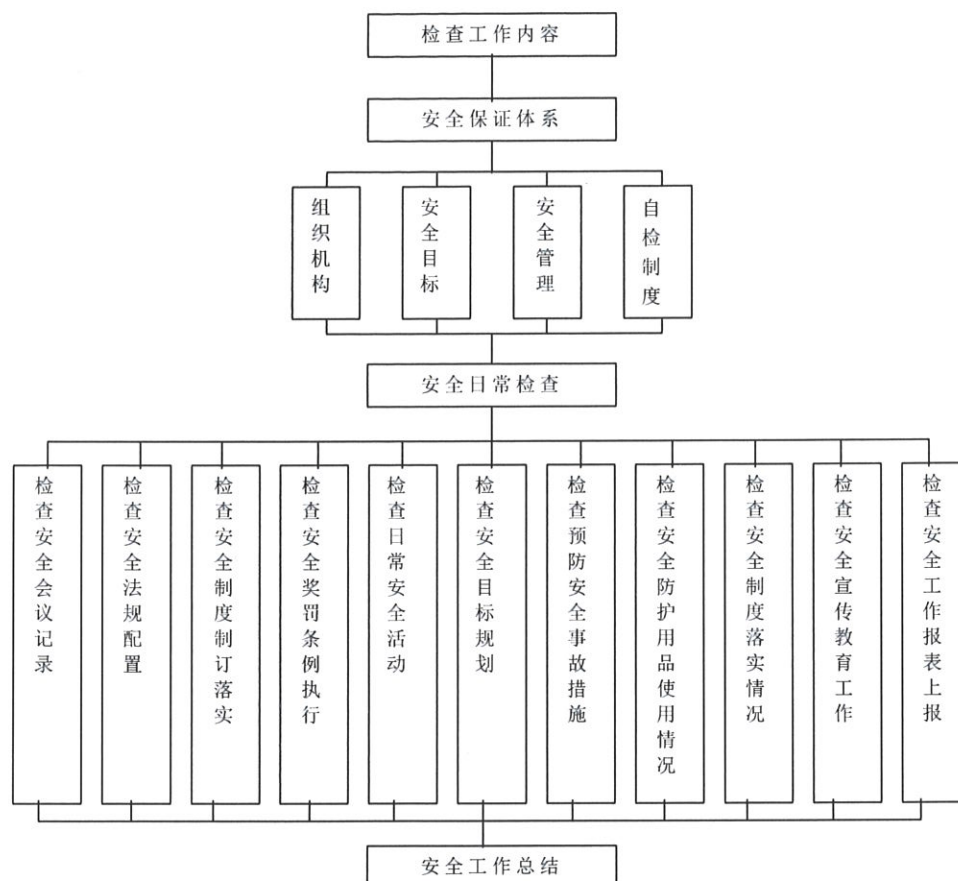 检查工作内容
安全保证体系
组织机构
安全目标
安全管理
自检制度
安全日常检查
检查安全会议记录
检查安全法规配置
检查安全制度制订落实
检查安全奖罚条例执行
检查日常安全活动
检查安全目标规划
检查预防安全事故措施
检查安全防护用品使用情况
检查安全制度落实情况
检查安全宣传教育工作
检查安全工作报表上报
安全工作总结